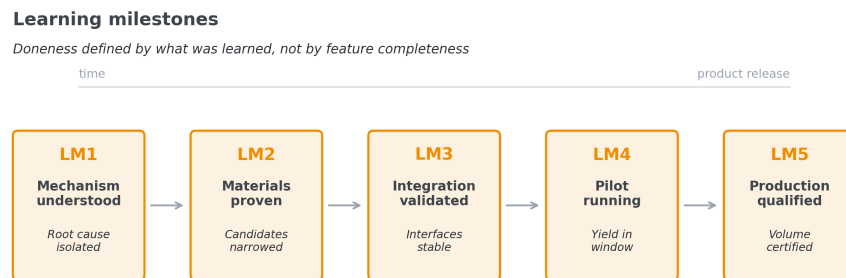 Learning milestones
Doneness defined by what was learned, not by feature completeness
time
product release
LM1
Mechanism
understood
Root cause
isolated
LM2
Materials
proven
Candidates
narrowed
LM3
Integration
validated
Interfaces
stable
LM4
Pilot
running
Yield in
window
LM5
Production
qualified
Volume
certified